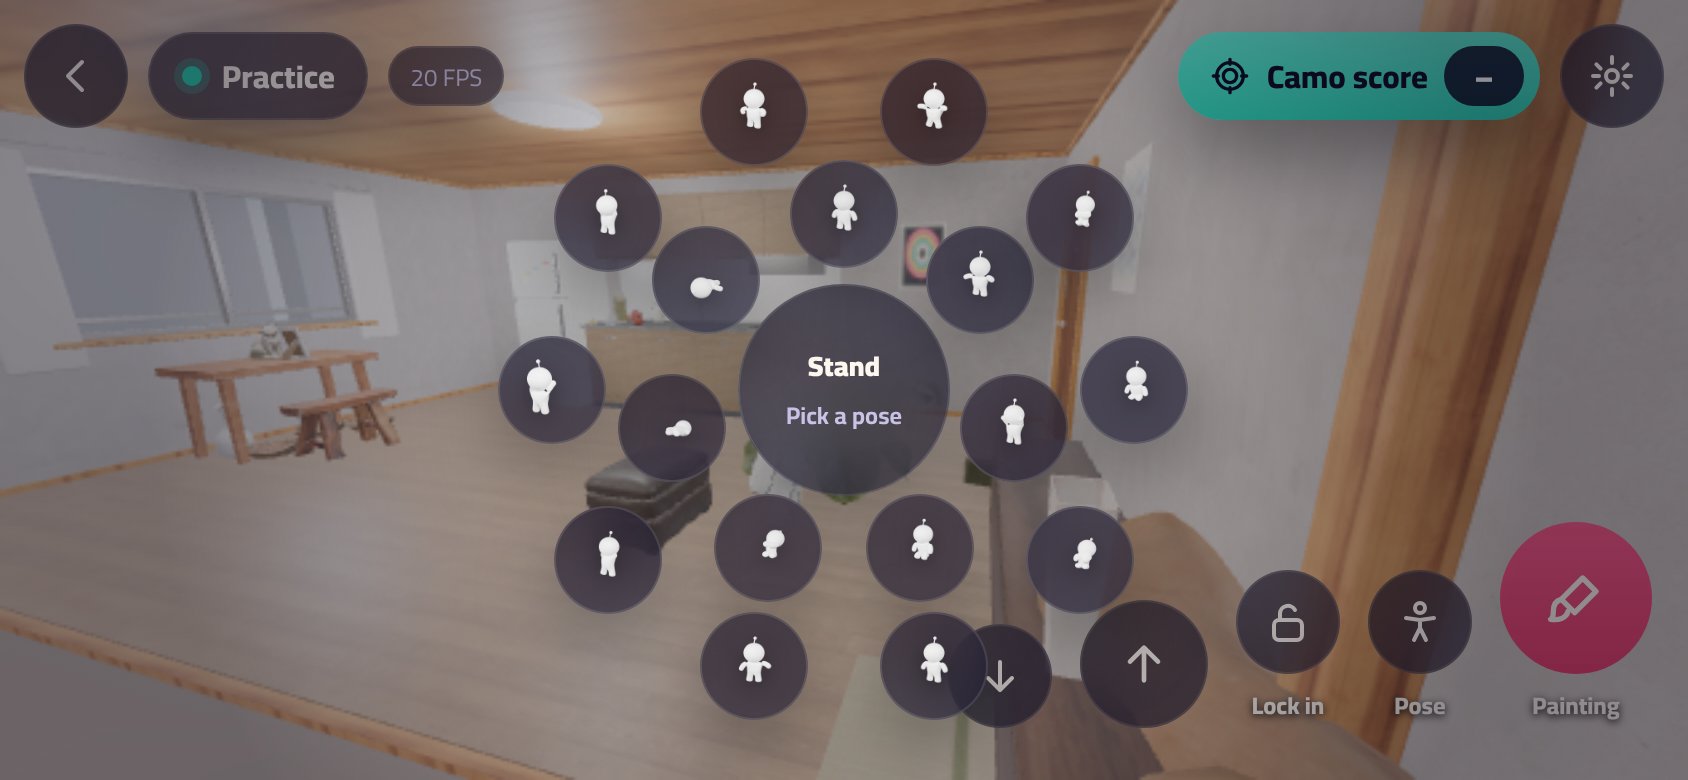 Practice
20 FPS
Camo score
–
Stand
Pick a pose
Lock in
Pose
Painting